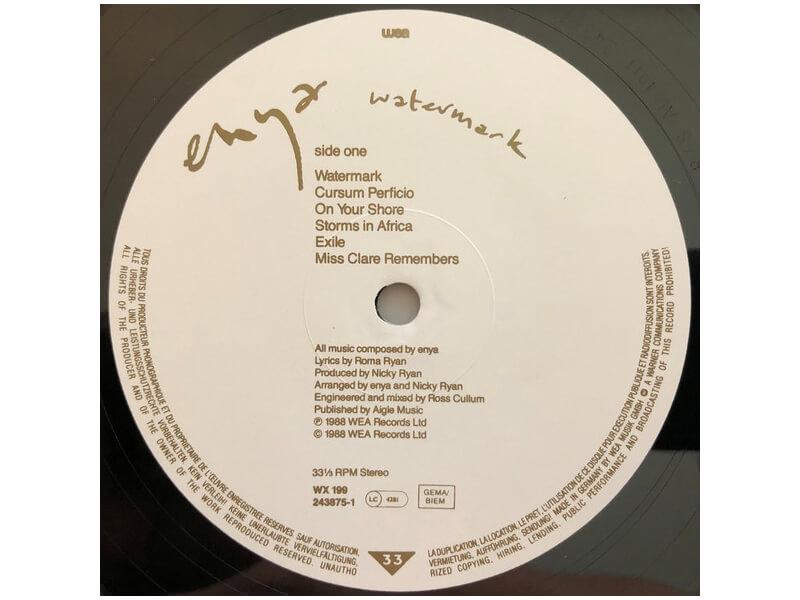 wea
enya watermark
side one
Watermark
Cursum Perficio
On Your Shore
Storms in Africa
Exile
Miss Clare Remembers
All music composed by enya
Lyrics by Roma Ryan
Produced by Nicky Ryan
Arranged by enya and Nicky Ryan
Engineered and mixed by Ross Cullum
Published by Aigle Music
℗ 1988 WEA Records Ltd
© 1988 WEA Records Ltd
33⅓ RPM Stereo
WX 199
243875-1
LC 4281
GEMA/
BIEM
33
TOUS DROITS DU PRODUCTEUR PHONOGRAPHIQUE ET DU PROPRIETAIRE DE L'ŒUVRE ENREGISTREE RESERVES. SAUF AUTORISATION, LA DUPLICATION, LA LOCATION, LE PRET, L'UTILISATION DE CE DISQUE POUR EXECUTION PUBLIQUE ET RADIODIFFUSION SONT INTERDITS.
ALLE URHEBER- UND LEISTUNGSSCHUTZRECHTE VORBEHALTEN. KEIN VERLEIH! KEINE UNERLAUBTE VERVIELFÄLTIGUNG, VERMIETUNG, AUFFÜHRUNG, SENDUNG! MADE IN GERMANY BY WEA MUSIK GMBH A WARNER COMMUNICATIONS COMPANY
ALL RIGHTS OF THE PRODUCER AND OF THE OWNER OF THE WORK REPRODUCED RESERVED. UNAUTHORIZED COPYING, HIRING, LENDING, PUBLIC PERFORMANCE AND BROADCASTING OF THIS RECORD PROHIBITED!